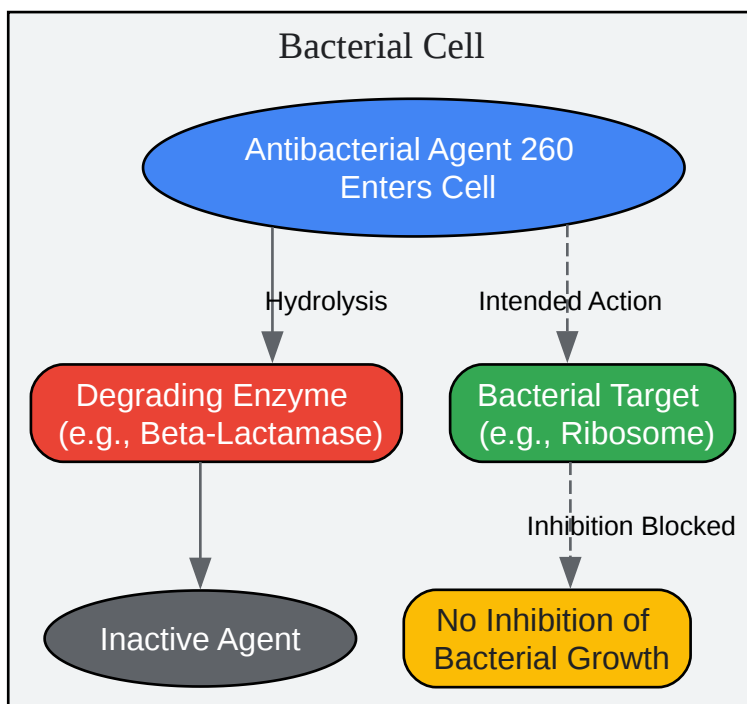 Bacterial Cell
Antibacterial Agent 260
Enters Cell
Hydrolysis
Intended Action
Degrading Enzyme
(e.g., Beta-Lactamase)
Bacterial Target
(e.g., Ribosome)
Inhibition Blocked
Inactive Agent
No Inhibition of
Bacterial Growth